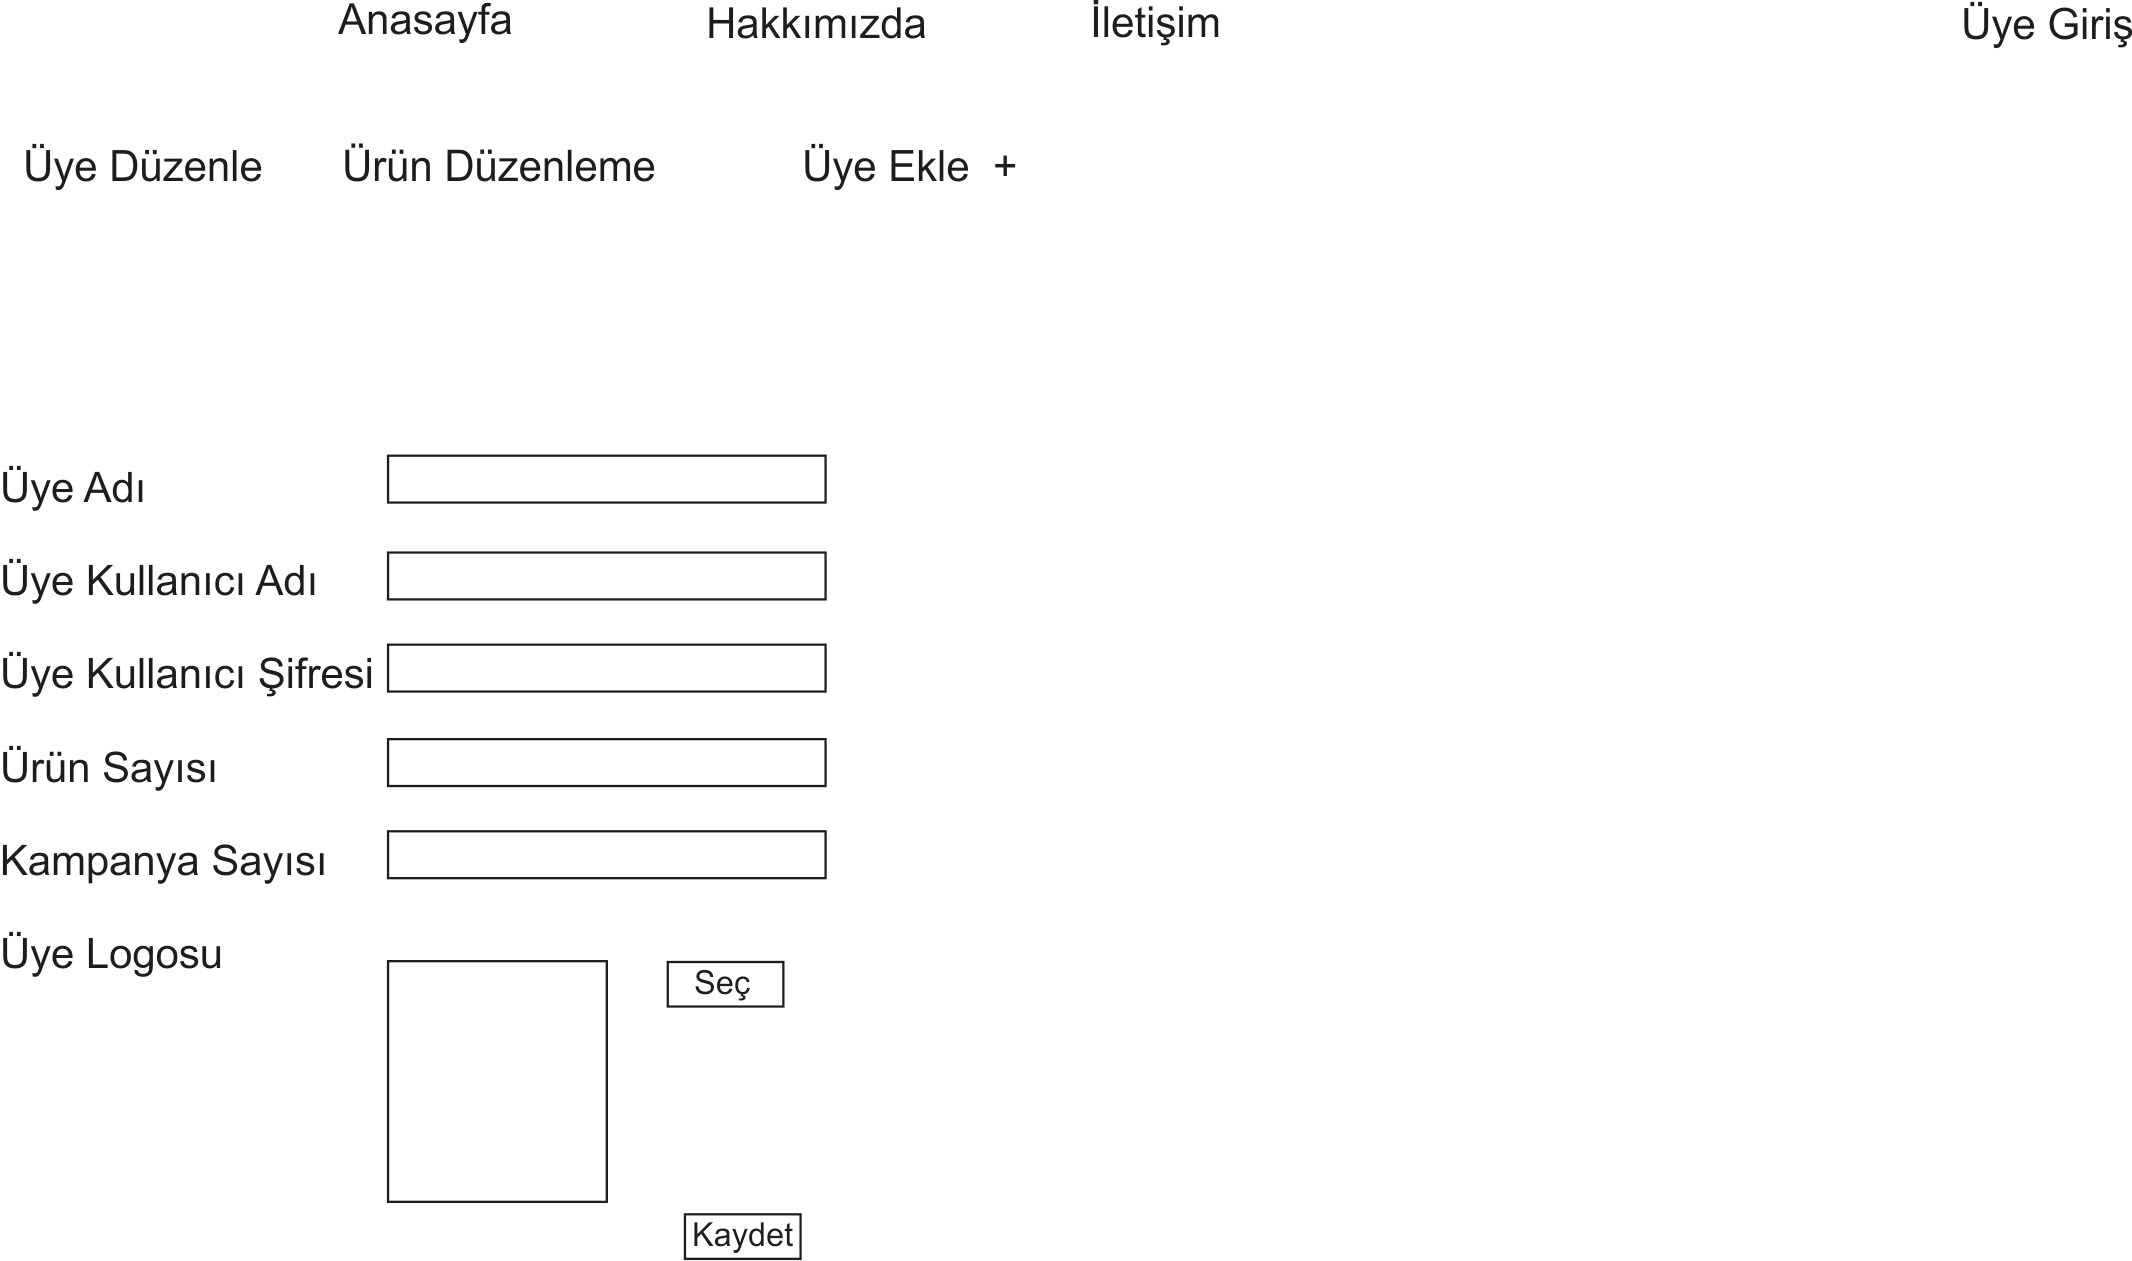 Anasayfa Hakkımızda İletişim Üye Giriş
Üye Düzenle Ürün Düzenleme Üye Ekle +
Üye Adı
Üye Kullanıcı Adı
Üye Kullanıcı Şifresi
Ürün Sayısı
Kampanya Sayısı
Üye Logosu
Seç
Kaydet